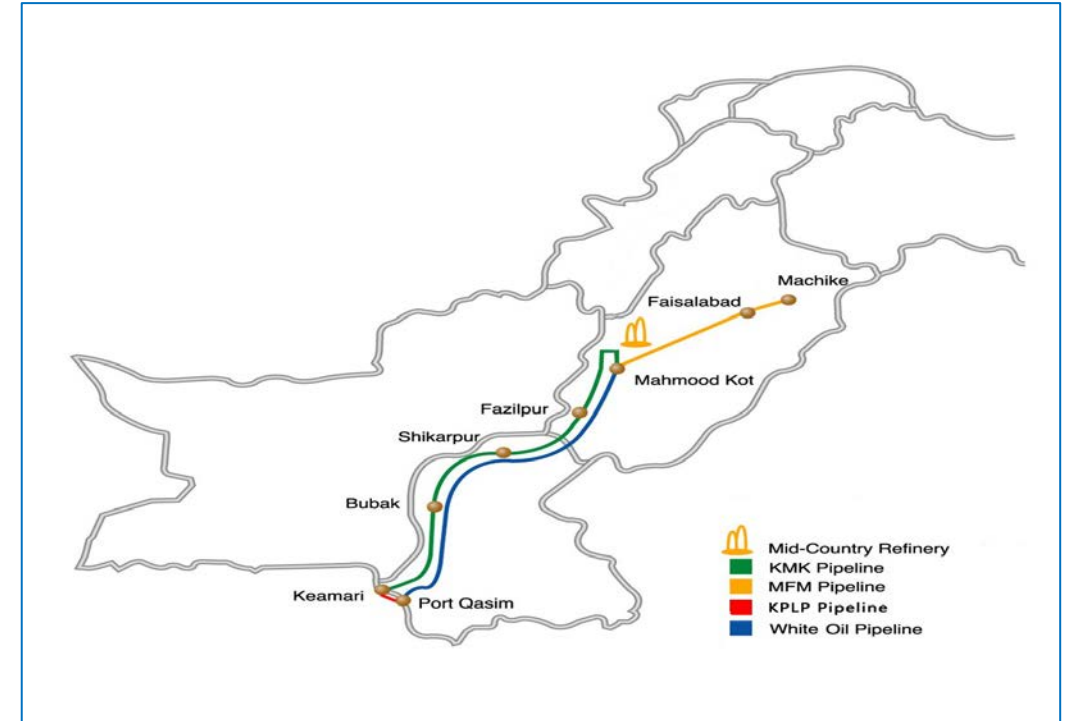 Machike
Faisalabad
Mahmood Kot
Fazilpur
Shikarpur
Bubak
Keamari
Port Qasim
Mid-Country Refinery
KMK Pipeline
MFM Pipeline
KPLP Pipeline
White Oil Pipeline